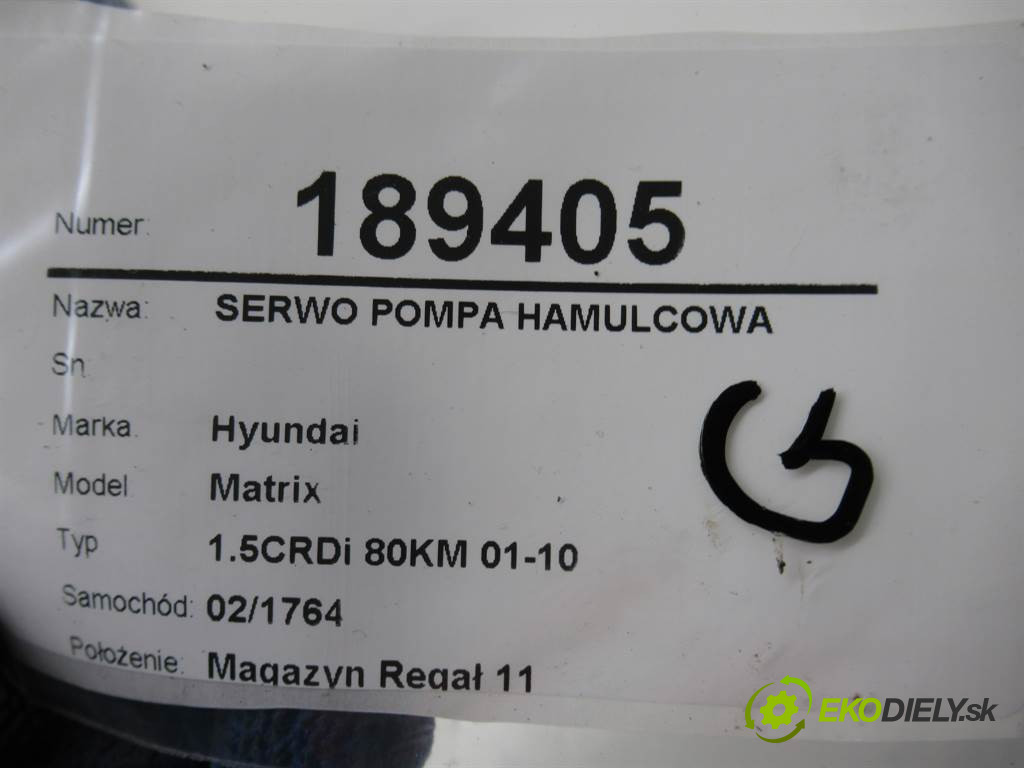 Numer: 189405
Nazwa: SERWO POMPA HAMULCOWA
Sn
Marka: Hyundai
Model Matrix
Typ 1.5CRDi 80KM 01-10
Samochód: 02/1764
Położenie: Magazyn Regał 11
G
EKODIELY.sk